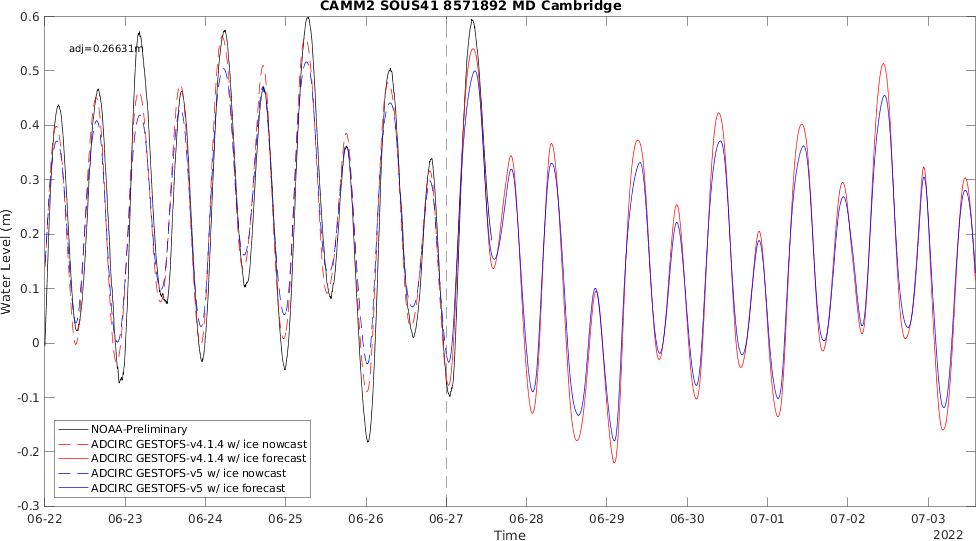 CAMM2 SOUS41 8571892 MD Cambridge
adj=0.26631m
Water Level (m)
0.6
0.5
0.4
0.3
0.2
0.1
0
-0.1
-0.2
-0.3
NOAA-Preliminary
ADCIRC GESTOFS-v4.1.4 w/ ice nowcast
ADCIRC GESTOFS-v4.1.4 w/ ice forecast
ADCIRC GESTOFS-v5 w/ ice nowcast
ADCIRC GESTOFS-v5 w/ ice forecast
06-22 06-23 06-24 06-25 06-26 06-27 06-28 06-29 06-30 07-01 07-02 07-03
Time
2022